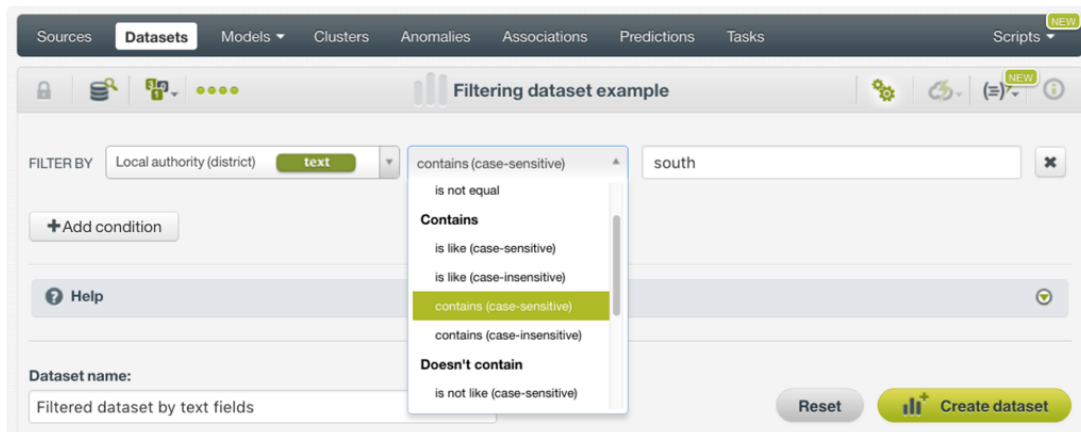 NEW
Sources Datasets Models Clusters Anomalies Associations Predictions Tasks Scripts
NEW
Filtering dataset example
FILTER BY Local authority (district) text contains (case-sensitive) south
is not equal
+Add condition
Contains
is like (case-sensitive)
is like (case-insensitive)
Help
contains (case-sensitive)
contains (case-insensitive)
Doesn't contain
Dataset name:
is not like (case-sensitive)
Filtered dataset by text fields
Reset Create dataset